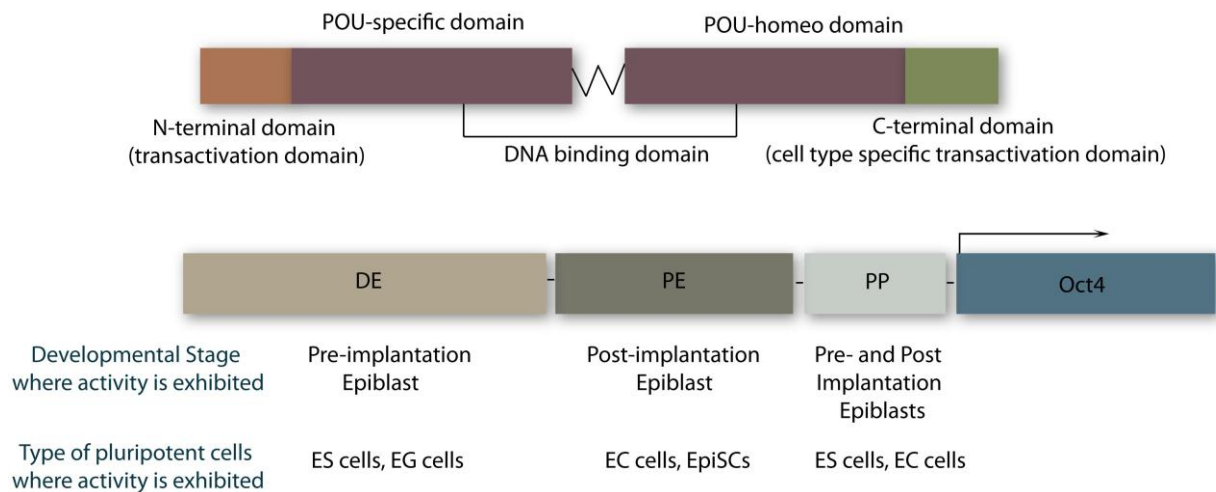 POU-specific domain
POU-homeo domain
N-terminal domain
(transactivation domain)
DNA binding domain
C-terminal domain
(cell type specific transactivation domain)
DE
PE
PP
Oct4
Developmental Stage
where activity is exhibited
Pre-implantation
Epiblast
Post-implantation
Epiblast
Pre- and Post
Implantation
Epiblasts
Type of pluripotent cells
where activity is exhibited
ES cells, EG cells
EC cells, EpiSCs
ES cells, EC cells